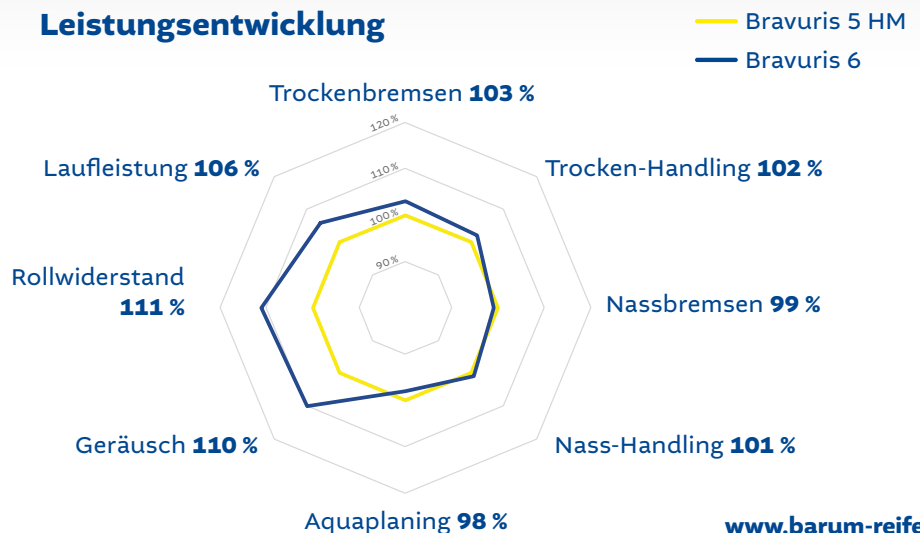 Leistungsentwicklung
Bravuris 5 HM
Bravuris 6
Trockenbremsen 103 %
120 %
Laufleistung 106 %
110 %
Trocken-Handling 102 %
100 %
90 %
Rollwiderstand
111 %
Nassbremsen 99 %
Geräusch 110 %
Nass-Handling 101 %
Aquaplaning 98 %
www.barum-reife